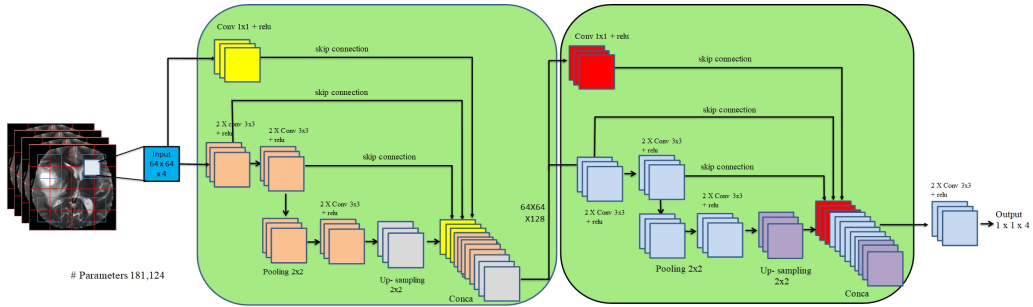 Conv 1x1 + relu
skip connection
skip connection
2 X conv 3x3
+ relu
2 X Conv 3x3
+ relu
Input
64 x 64
x 4
skip connection
2 X Conv 3x3
+ relu
Pooling 2x2
Up- sampling
2x2
Conca
64X64
X128
# Parameters 181,124
Conv 1x1 + relu
skip connection
skip connection
2 X Conv 3x3
+ relu
2 X Conv 3x3
+ relu
skip connection
2 X Conv 3x3
+ relu
Pooling 2x2
Up- sampling
2x2
Conca
2 X Conv 3x3
+ relu
Output
1 x 1 x 4